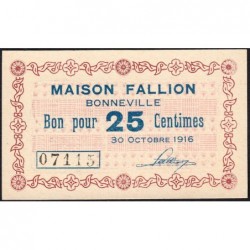 MAISON FALLION
BONNEVILLE
Bon pour 25 Centimes
30 OCTOBRE 1916
07115